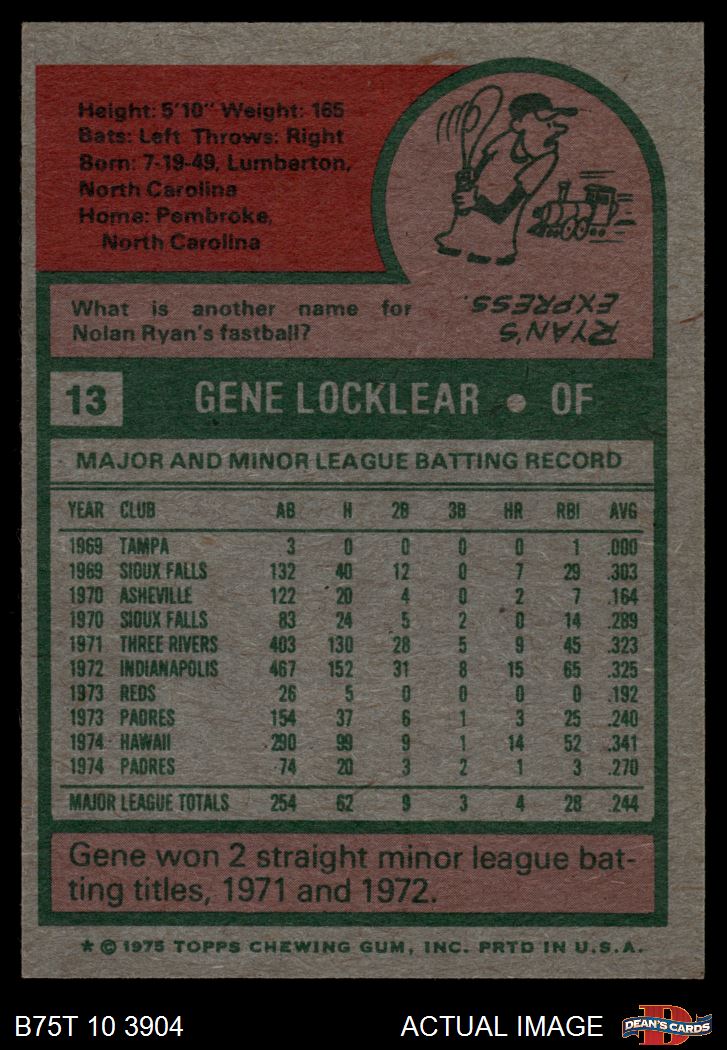 Height: 5'10" Weight: 165
Bats: Left Throws: Right
Born: 7-19-49, Lumberton,
North Carolina
Home: Pembroke,
North Carolina
What is another name for
Nolan Ryan's fastball?
RYAN'S
EXPRESS.
13 GENE LOCKLEAR • OF
MAJOR AND MINOR LEAGUE BATTING RECORD
YEAR CLUB AB H 2B 3B HR RBI AVG
1969 TAMPA 3 0 0 0 0 1 .000
1969 SIOUX FALLS 132 40 12 0 7 29 .303
1970 ASHEVILLE 122 20 4 0 2 7 .164
1970 SIOUX FALLS 83 24 5 2 0 14 .289
1971 THREE RIVERS 403 130 28 5 9 45 .323
1972 INDIANAPOLIS 467 152 31 8 15 65 .325
1973 REDS 26 5 0 0 0 0 .192
1973 PADRES 154 37 6 1 3 25 .240
1974 HAWAII 290 99 9 1 14 52 .341
1974 PADRES 74 20 3 2 1 3 .270
MAJOR LEAGUE TOTALS 254 62 9 3 4 28 .244
Gene won 2 straight minor league bat-
ting titles, 1971 and 1972.
* © 1975 TOPPS CHEWING GUM, INC. PRTD IN U.S.A.
B75T 10 3904 ACTUAL IMAGE D DEAN'S CARDS